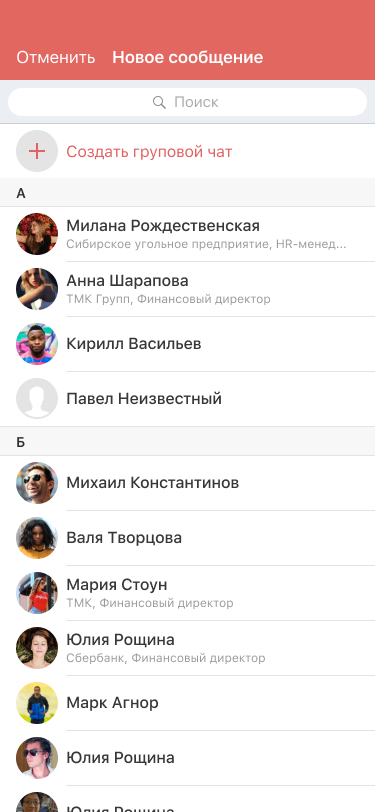 Отменить Новое сообщение
Поиск
Создать груповой чат
А
Милана Рождественская
Сибирское угольное предприятие, HR-менед...
Анна Шарапова
ТМК Групп, Финансовый директор
Кирилл Васильев
Павел Неизвестный
Б
Михаил Константинов
Валя Творцова
Мария Стоун
ТМК, Финансовый директор
Юлия Рощина
Сбербанк, Финансовый директор
Марк Агнор
Юлия Рощина